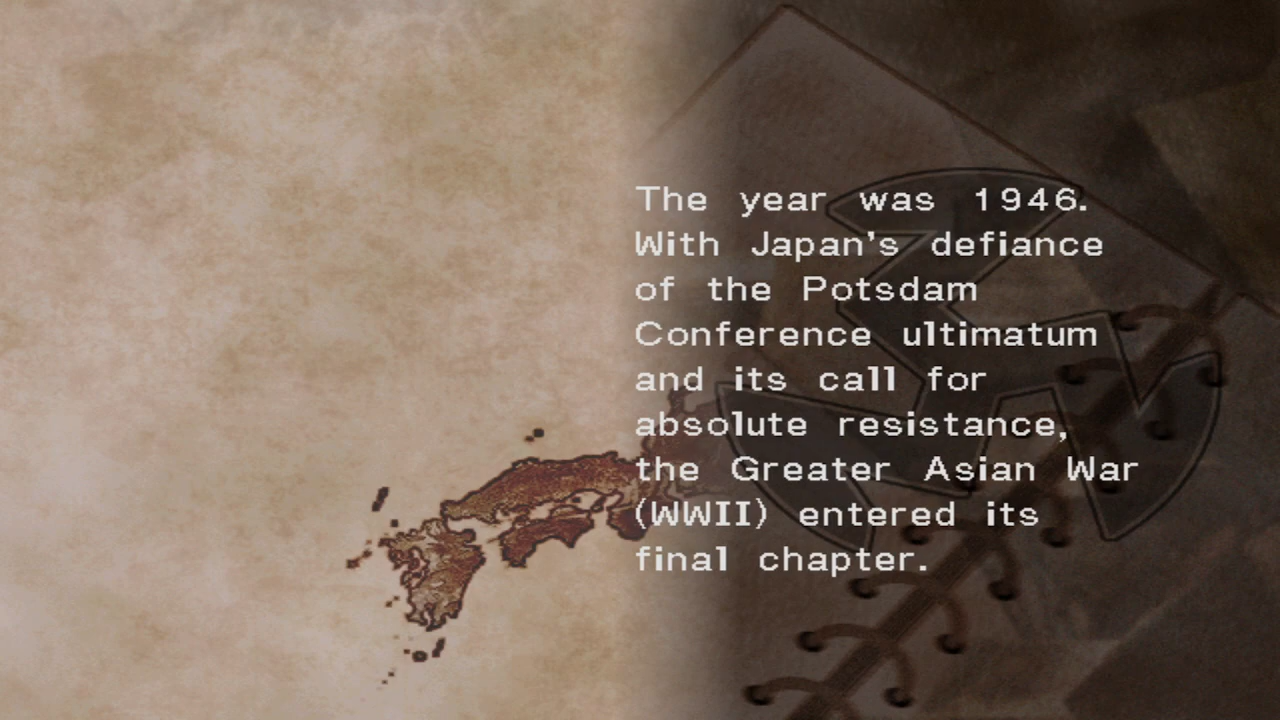 The year was 1946.
With Japan's defiance
of the Potsdam
Conference ultimatum
and its call for
absolute resistance,
the Greater Asian War
(WWII) entered its
final chapter.